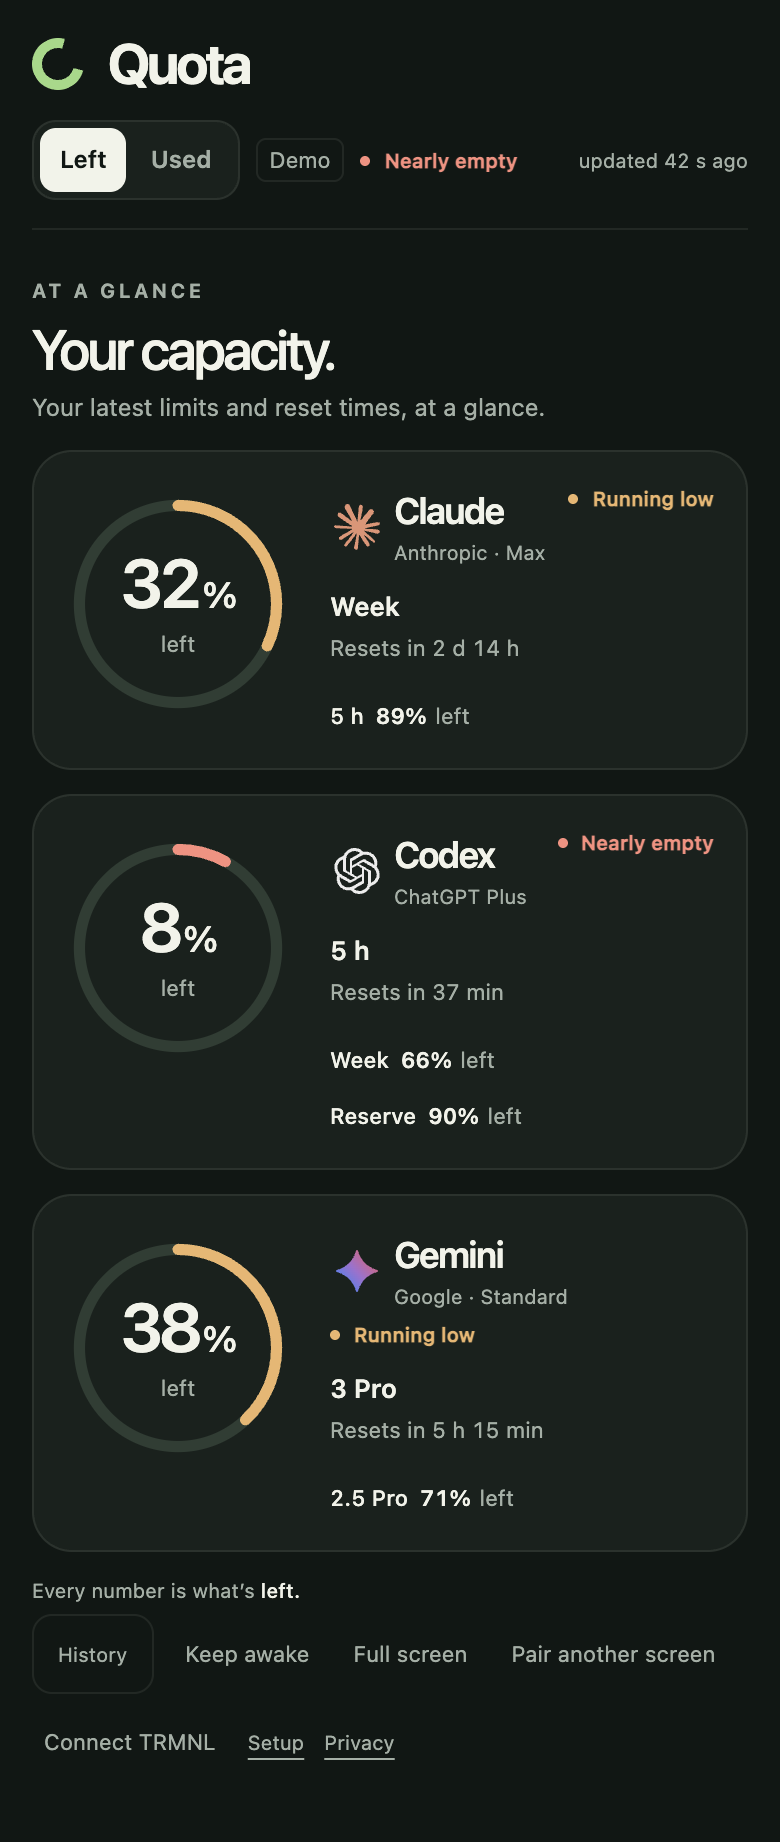 Quota
Left Used Demo Nearly empty updated 42 s ago
AT A GLANCE
Your capacity.
Your latest limits and reset times, at a glance.
32%
left
Claude
Running low
Anthropic · Max
Week
Resets in 2 d 14 h
5 h 89% left
8%
left
Codex
Nearly empty
ChatGPT Plus
5 h
Resets in 37 min
Week 66% left
Reserve 90% left
38%
left
Gemini
Google · Standard
Running low
3 Pro
Resets in 5 h 15 min
2.5 Pro 71% left
Every number is what’s left.
History Keep awake Full screen Pair another screen
Connect TRMNL Setup Privacy